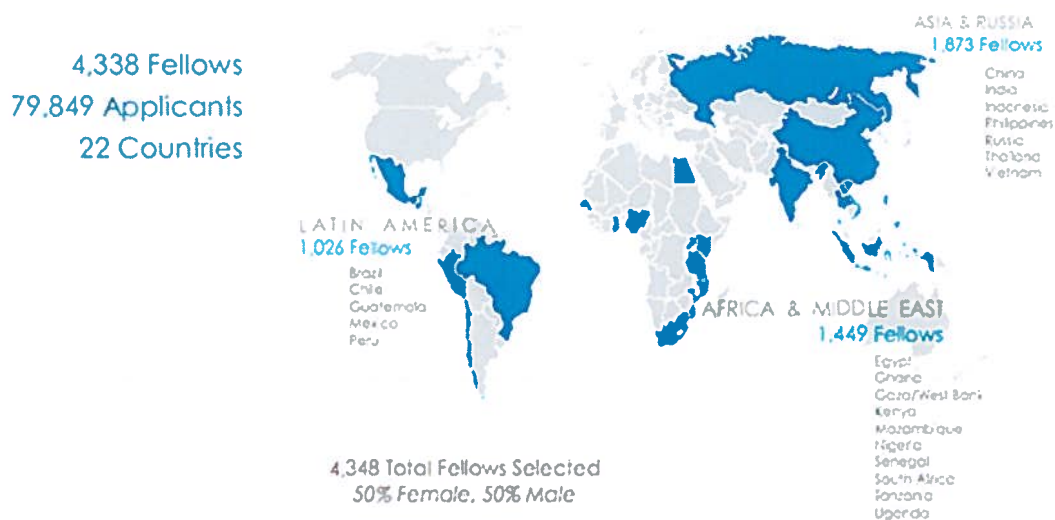 4,338 Fellows
79,849 Applicants
22 Countries
ASIA & RUSSIA
1,873 Fellows
China
India
Indonesia
Philippines
Russia
Thailand
Vietnam
LATIN AMERICA
1,026 Fellows
Brazil
Chile
Guatemala
Mexico
Peru
AFRICA & MIDDLE EAST
1,449 Fellows
Egypt
Ghana
Gaza/West Bank
Kenya
Mozambique
Nigeria
Senegal
South Africa
Tanzania
Uganda
4,348 Total Fellows Selected
50% Female, 50% Male